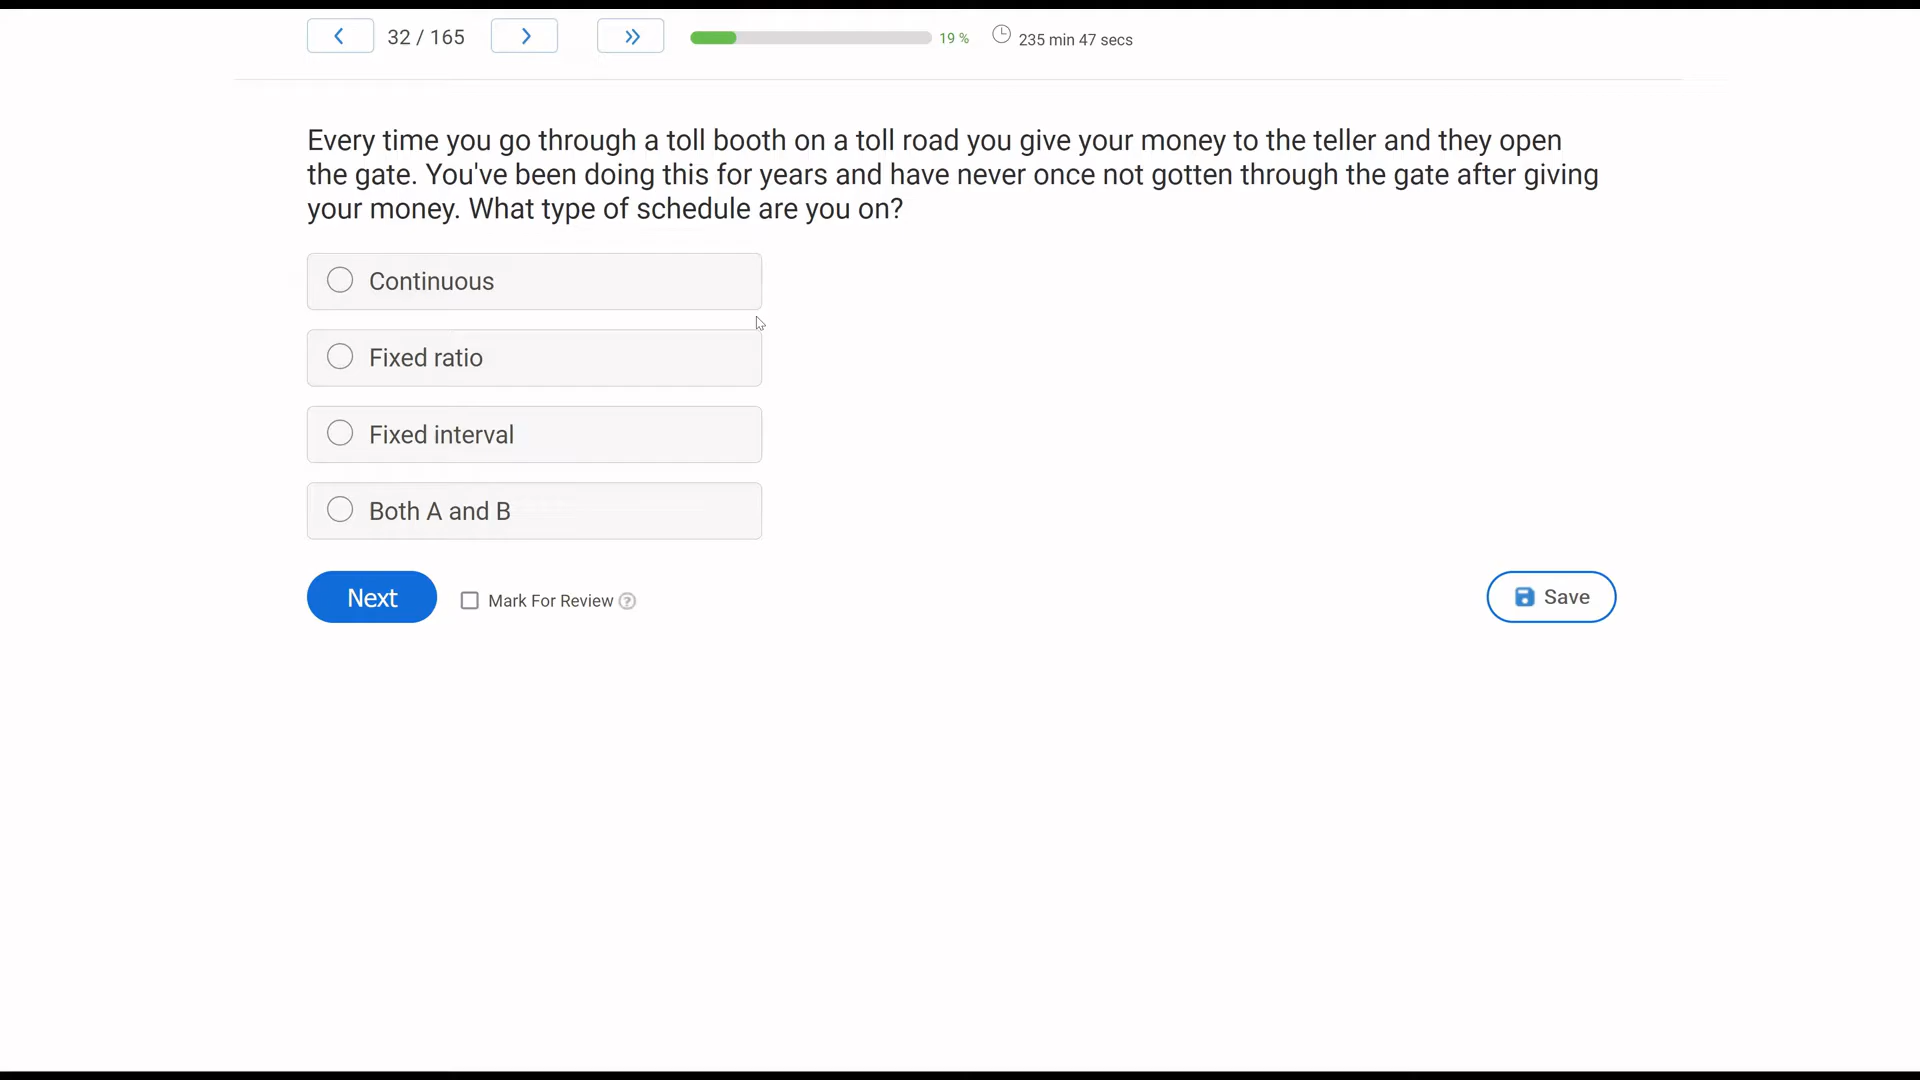 32 / 165
19 %
235 min 47 secs
Every time you go through a toll booth on a toll road you give your money to the teller and they open
the gate. You've been doing this for years and have never once not gotten through the gate after giving
your money. What type of schedule are you on?
Continuous
Fixed ratio
Fixed interval
Both A and B
Next
Mark For Review ?
Save